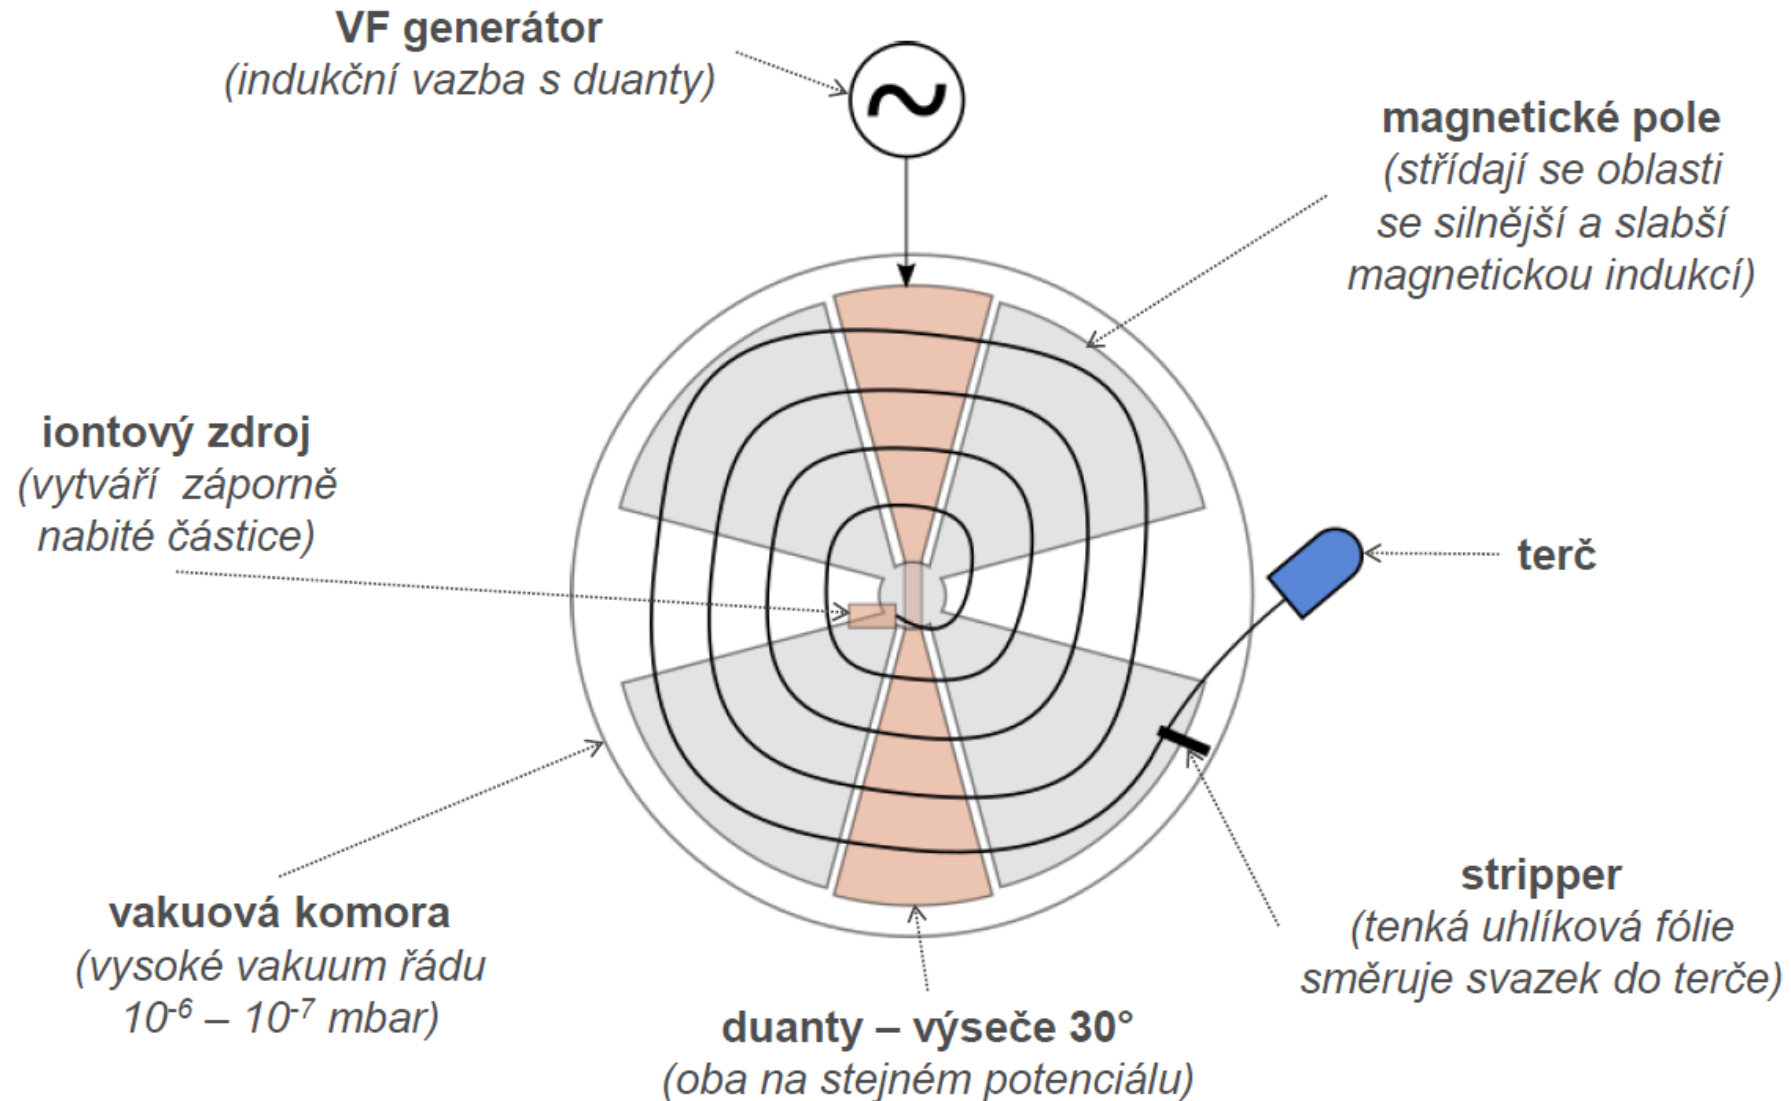 VF generátor
(indukční vazba s duanty)
magnetické pole
(střídají se oblasti
se silnější a slabší
magnetickou indukcí)
iontový zdroj
(vytváří záporně
nabité částice)
terč
vakuová komora
(vysoké vakuum řádu
10⁻⁶ – 10⁻⁷ mbar)
stripper
(tenká uhlíková fólie
směruje svazek do terče)
duanty – výseče 30°
(oba na stejném potenciálu)